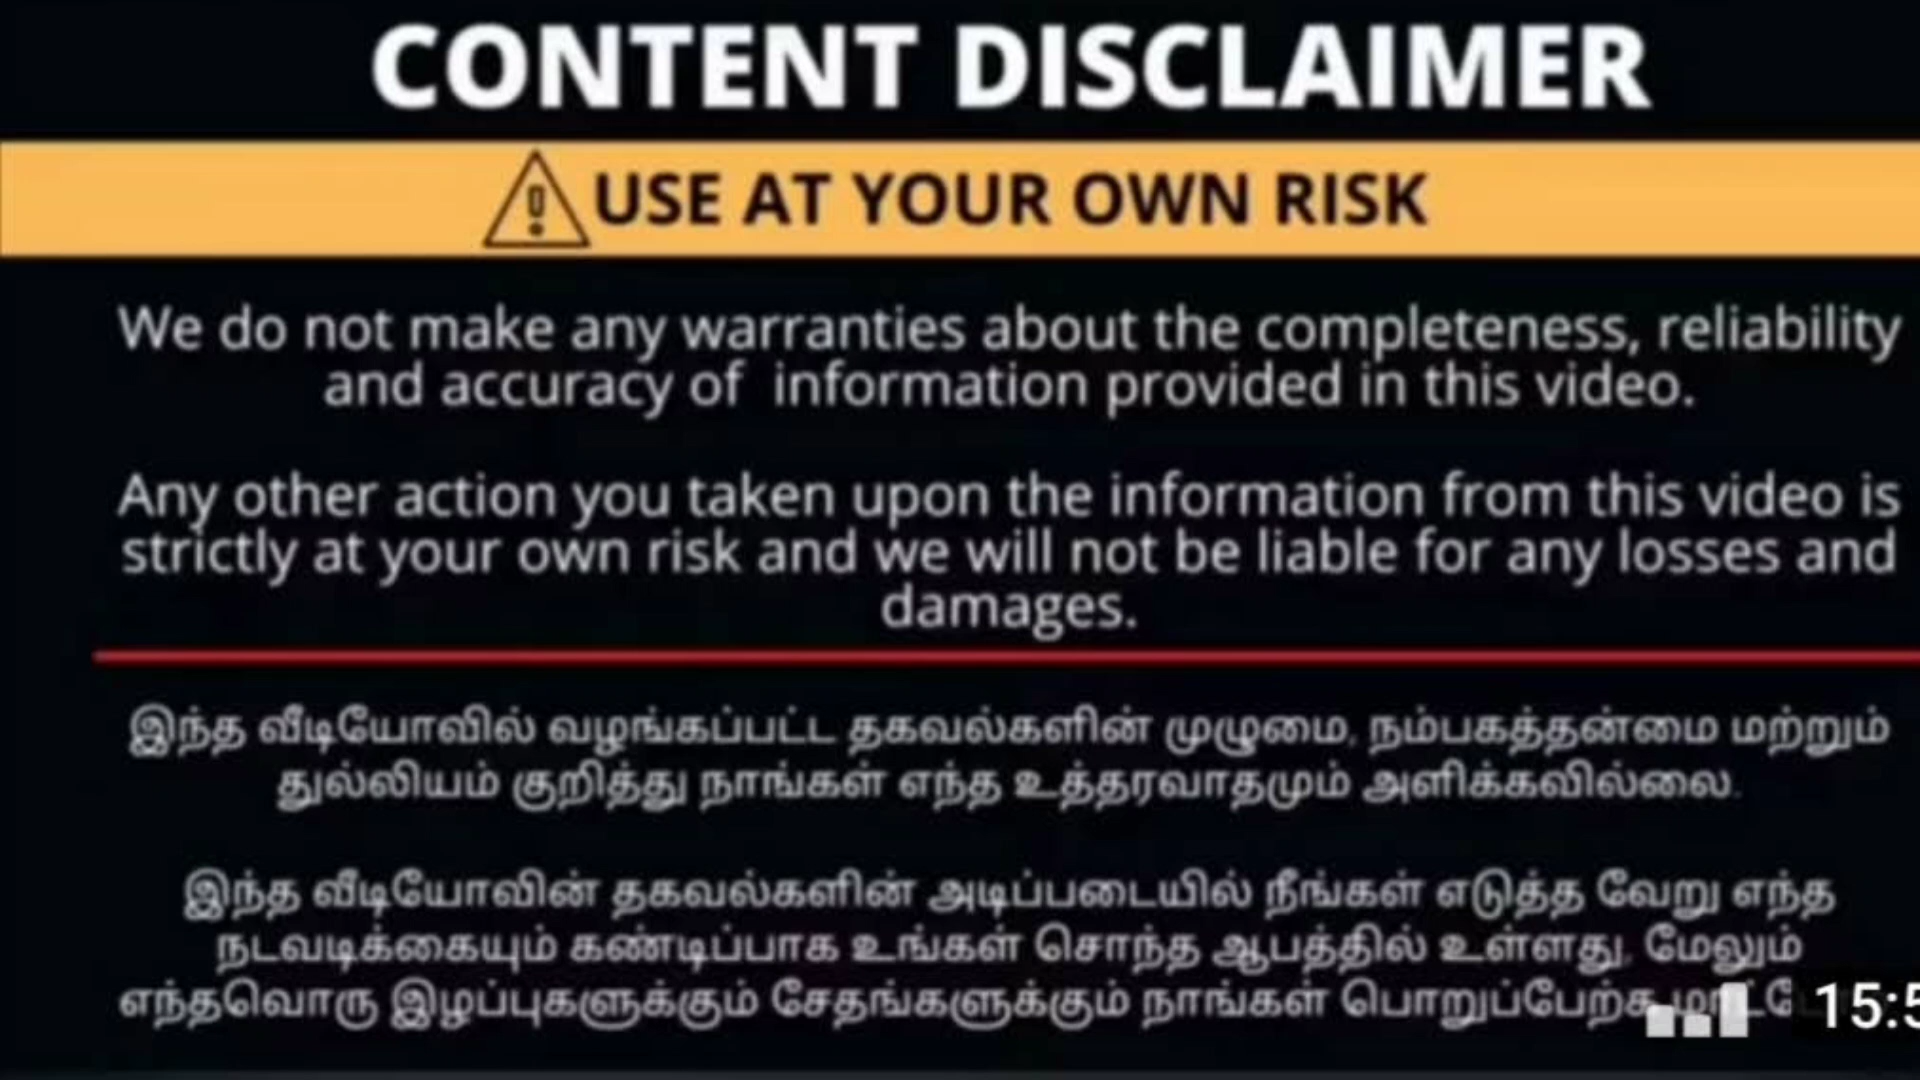 CONTENT DISCLAIMER
USE AT YOUR OWN RISK
We do not make any warranties about the completeness, reliability
and accuracy of information provided in this video.
Any other action you taken upon the information from this video is
strictly at your own risk and we will not be liable for any losses and
damages.
இந்த வீடியோவில் வழங்கப்பட்ட தகவல்களின் முழுமை, நம்பகத்தன்மை மற்றும்
துல்லியம் குறித்து நாங்கள் எந்த உத்தரவாதமும் அளிக்கவில்லை.
இந்த வீடியோவின் தகவல்களின் அடிப்படையில் நீங்கள் எடுத்த வேறு எந்த
நடவடிக்கையும் கண்டிப்பாக உங்கள் சொந்த ஆபத்தில் உள்ளது, மேலும்
எந்தவொரு இழப்புகளுக்கும் சேதங்களுக்கும் நாங்கள்
15:5